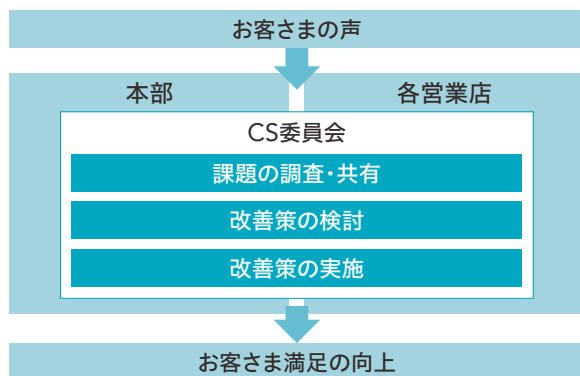 お客さまの声
本部
各営業店
CS委員会
課題の調査・共有
改善策の検討
改善策の実施
お客さま満足の向上